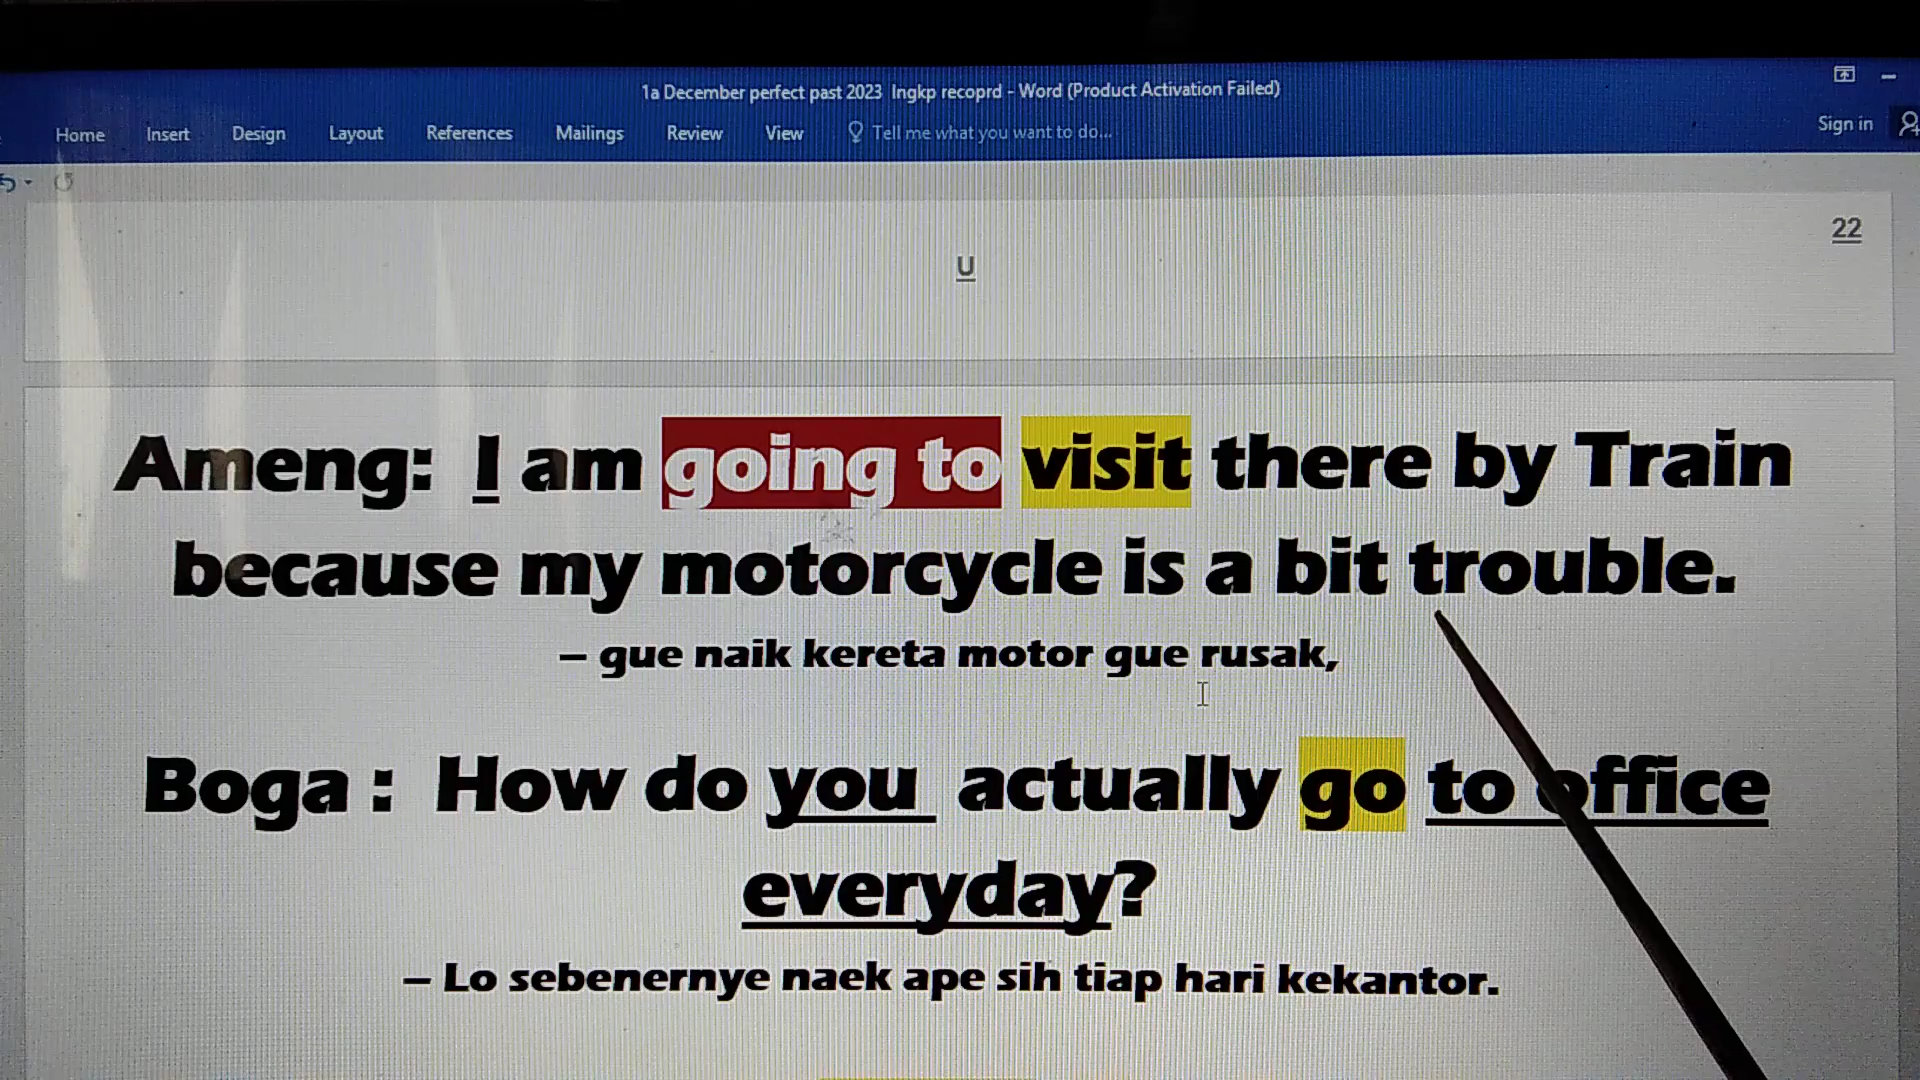 1a December perfect past 2023 Ingkp recoprd - Word (Product Activation Failed)
Home Insert Design Layout References Mailings Review View Tell me what you want to do... Sign in
22
U
Ameng: I am going to visit there by Train
because my motorcycle is a bit trouble.
– gue naik kereta motor gue rusak,
Boga : How do you actually go to office
everyday?
– Lo sebenernye naek ape sih tiap hari kekantor.